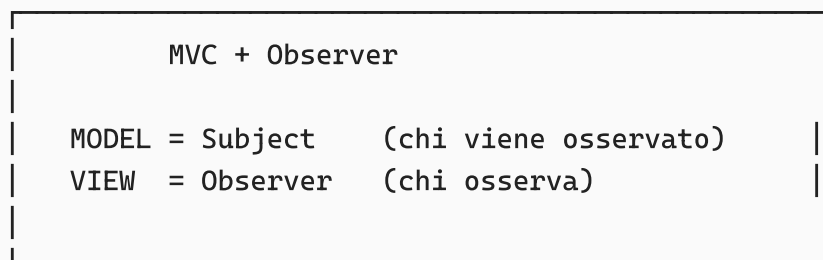 MVC + Observer
MODEL = Subject (chi viene osservato)
VIEW = Observer (chi osserva)